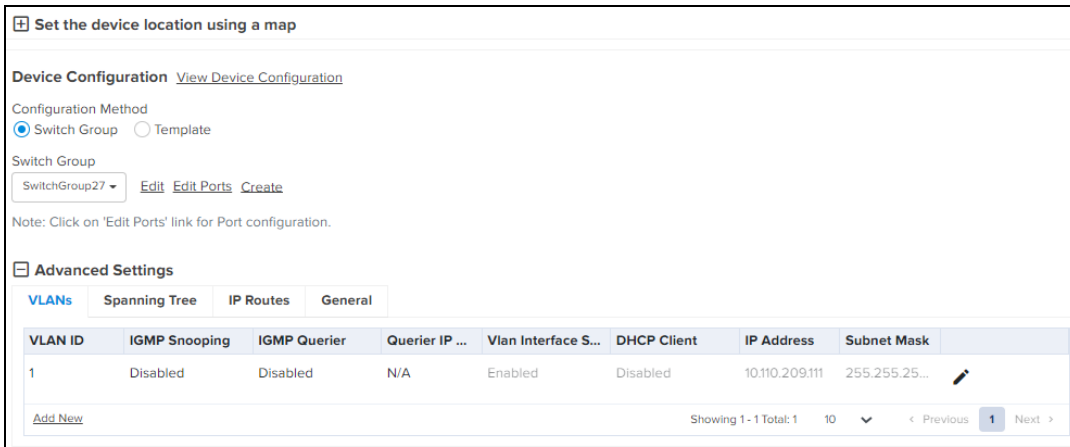 Set the device location using a map
Device Configuration View Device Configuration
Configuration Method
Switch Group Template
Switch Group
SwitchGroup27 Edit Edit Ports Create
Note: Click on 'Edit Ports' link for Port configuration.
Advanced Settings
VLANs Spanning Tree IP Routes General
VLAN ID IGMP Snooping IGMP Querier Querier IP ... Vlan Interface S... DHCP Client IP Address Subnet Mask
1 Disabled Disabled N/A Enabled Disabled 10.110.209.111 255.255.25...
Add New Showing 1 - 1 Total: 1 10 < Previous 1 Next >